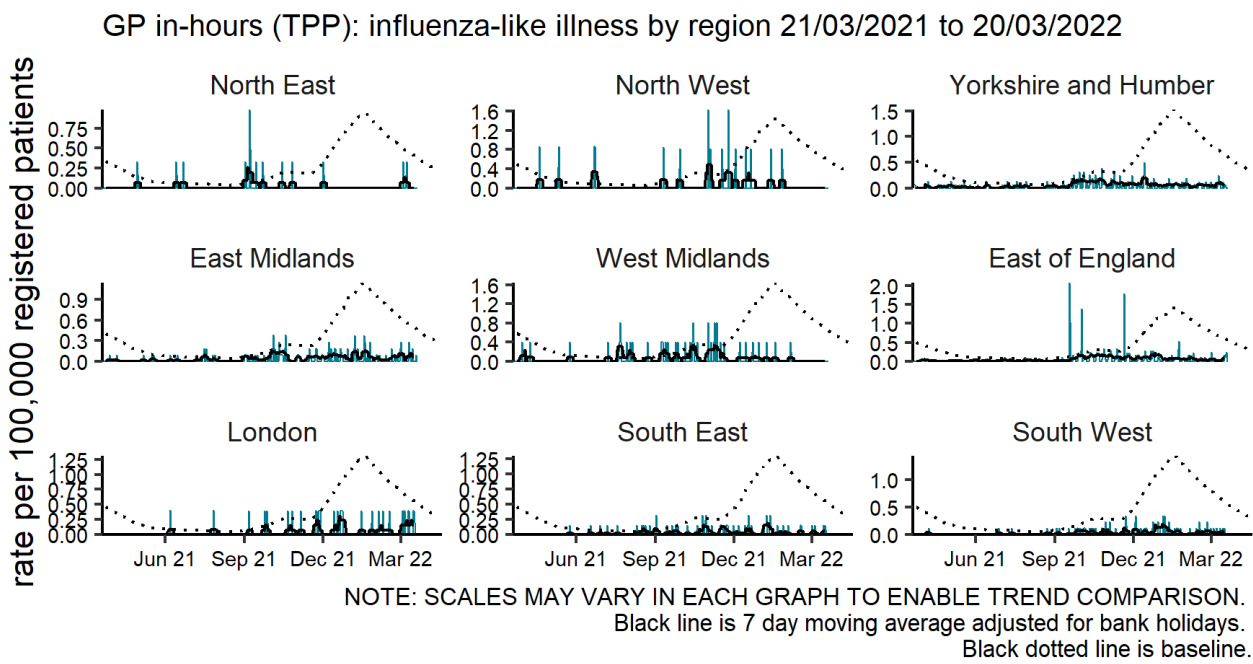 GP in-hours (TPP): influenza-like illness by region 21/03/2021 to 20/03/2022
rate per 100,000 registered patients
North East
0.75
0.50
0.25
0.00
North West
1.6
1.2
0.8
0.4
0.0
Yorkshire and Humber
1.5
1.0
0.5
0.0
East Midlands
0.9
0.6
0.3
0.0
West Midlands
1.6
1.2
0.8
0.4
0.0
East of England
2.0
1.5
1.0
0.5
0.0
London
1.25
1.00
0.75
0.50
0.25
0.00
Jun 21 Sep 21 Dec 21 Mar 22
South East
1.25
1.00
0.75
0.50
0.25
0.00
Jun 21 Sep 21 Dec 21 Mar 22
South West
1.0
0.5
0.0
Jun 21 Sep 21 Dec 21 Mar 22
NOTE: SCALES MAY VARY IN EACH GRAPH TO ENABLE TREND COMPARISON.
Black line is 7 day moving average adjusted for bank holidays.
Black dotted line is baseline.